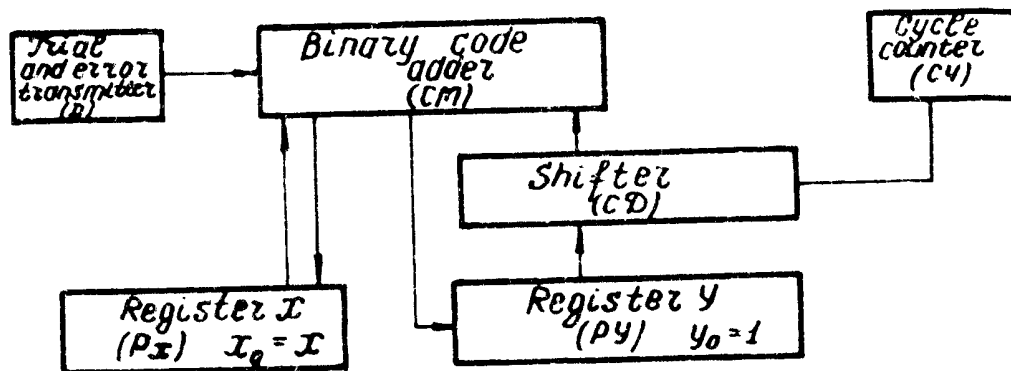 Trial
and error
transmitter
(D)
Binary code
adder
(CM)
Cycle
counter
(CY)
Shifter
(CD)
Register X
(PX) X₀ = X
Register Y
(PY) Y₀=1